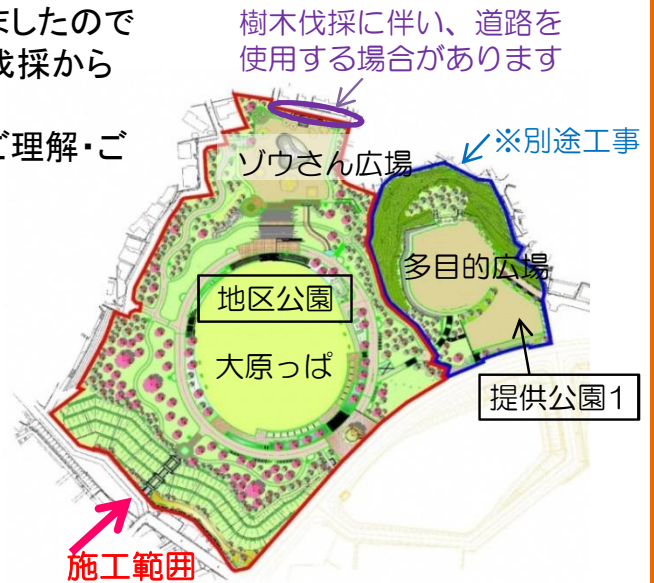 ましたので
伐採から
ご理解・ご
樹木伐採に伴い、道路を
使用する場合があります
※別途工事
ゾウさん広場
多目的広場
地区公園
大原っぱ
提供公園1
施工範囲